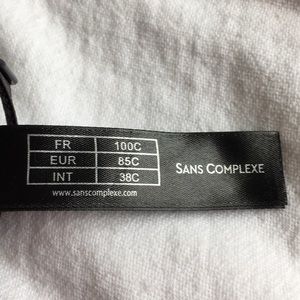 FR 100C
EUR 85C SANS COMPLEXE
INT 38C
www.sanscomplexe.com